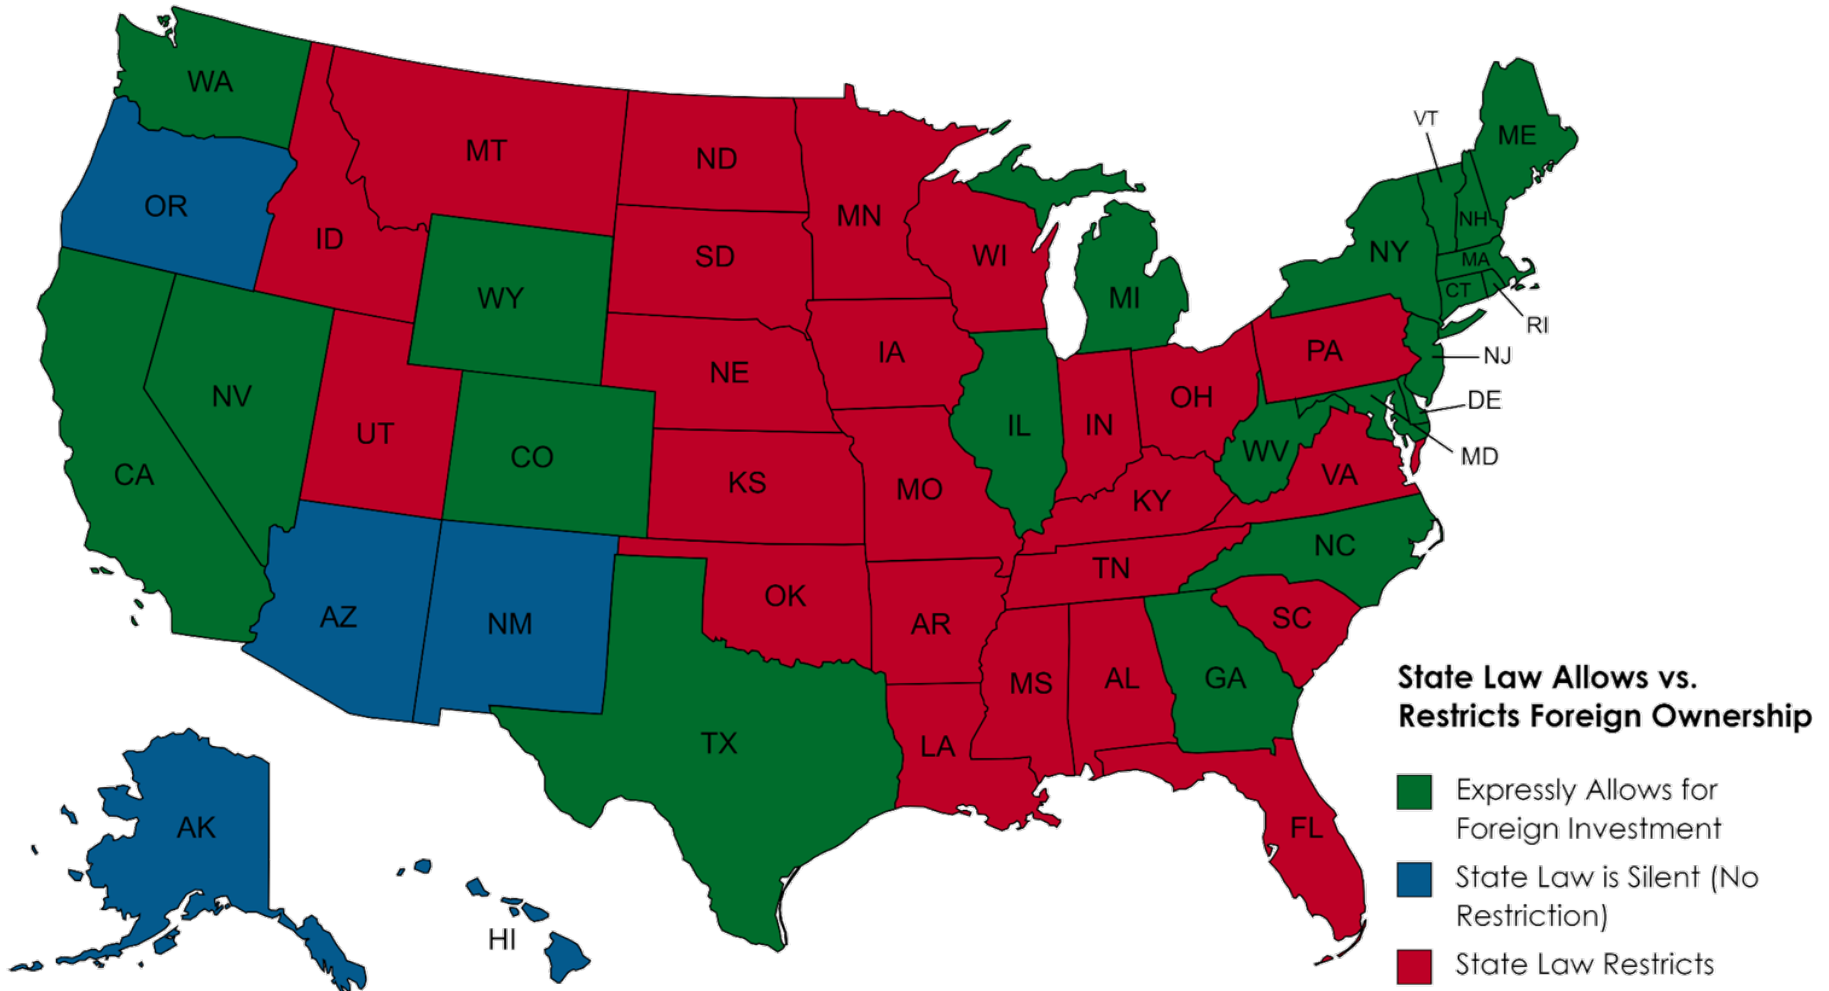 WA
OR
CA
NV
ID
MT
WY
UT
CO
AZ
NM
ND
SD
NE
KS
OK
TX
MN
IA
MO
AR
LA
WI
IL
MI
IN
OH
KY
TN
MS
AL
GA
FL
SC
NC
VA
WV
PA
NY
VT
NH
ME
MA
CT
RI
NJ
DE
MD
AK
HI
State Law Allows vs.
Restricts Foreign Ownership
Expressly Allows for
Foreign Investment
State Law is Silent (No
Restriction)
State Law Restricts